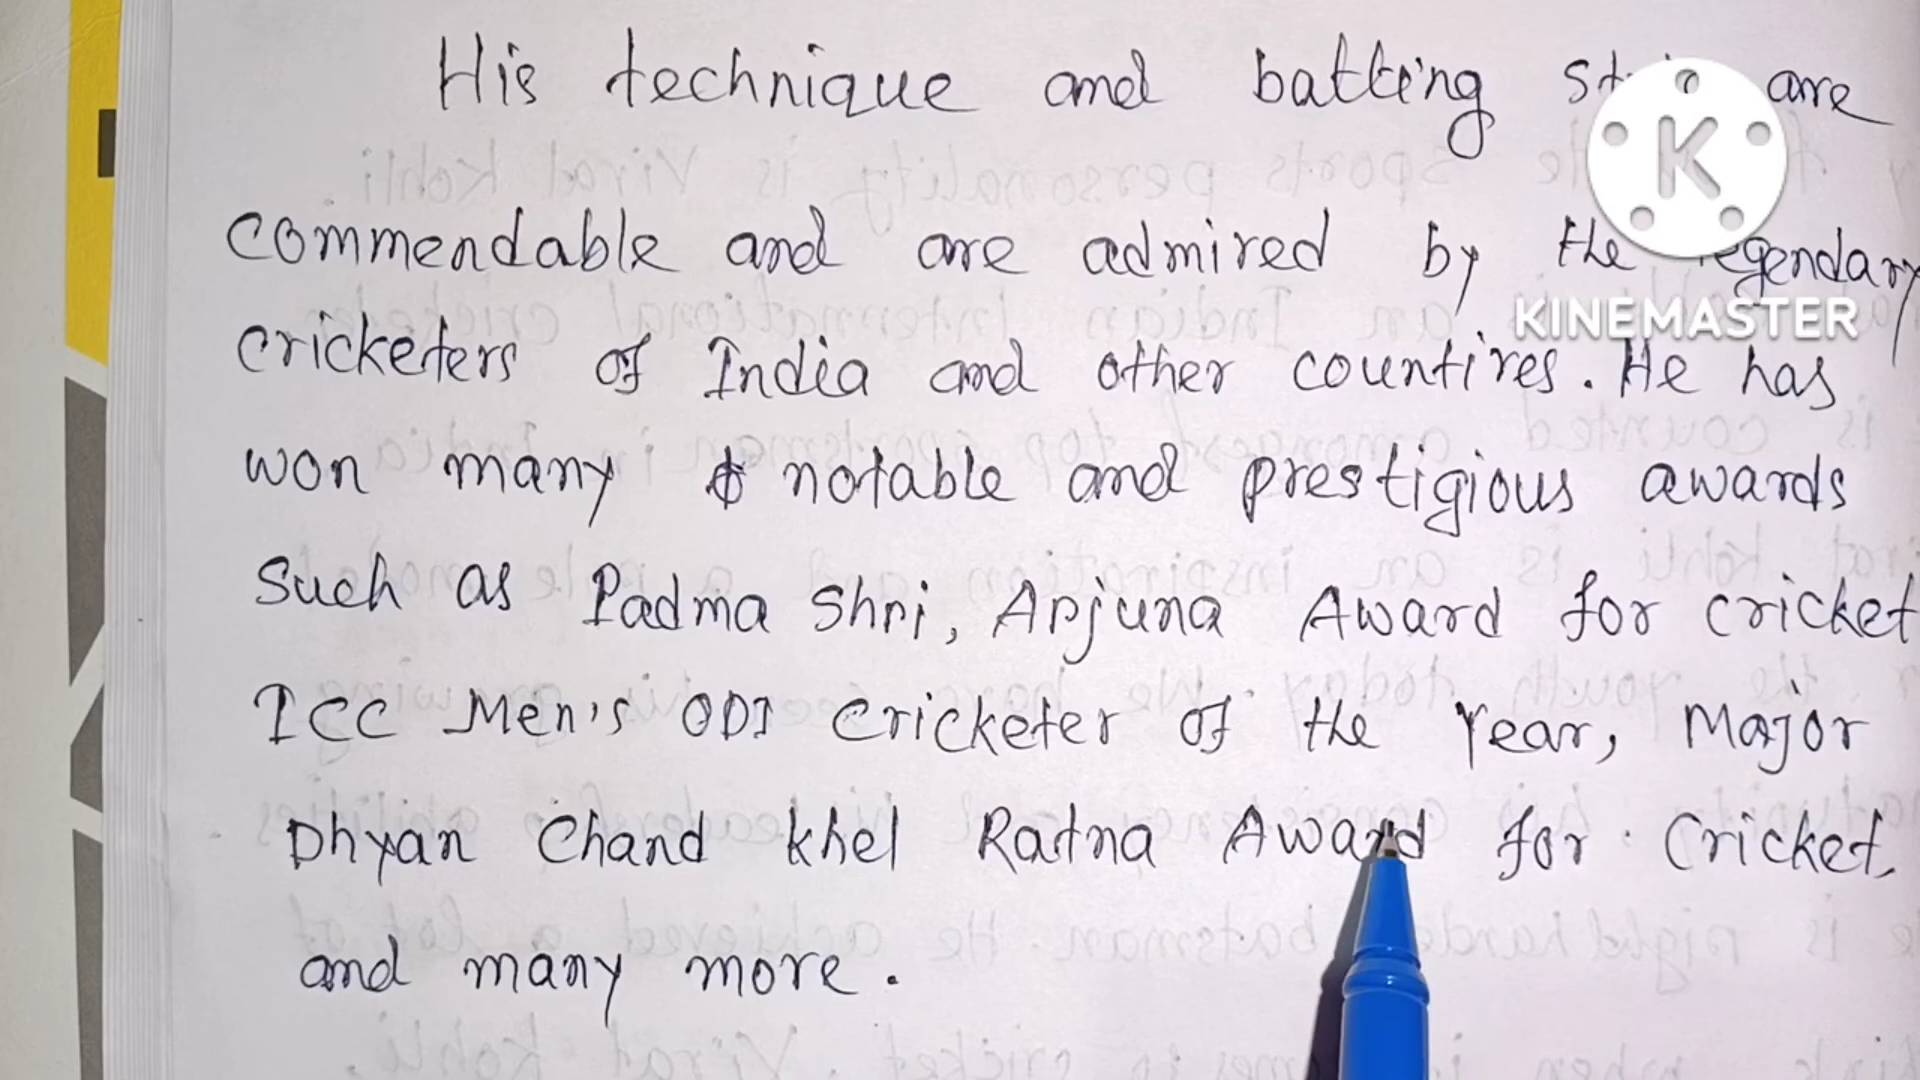 His technique and batting are
commendable and are admired by the legendary
cricketers of India and other countires. He has
won many notable and prestigious awards
Such as Padma Shri, Arjuna Award for cricket
ICC Men's ODI Cricketer of the Year, Major
Dhyan Chand Khel Ratna Award for Cricket,
and many more.
K
KINEMASTER